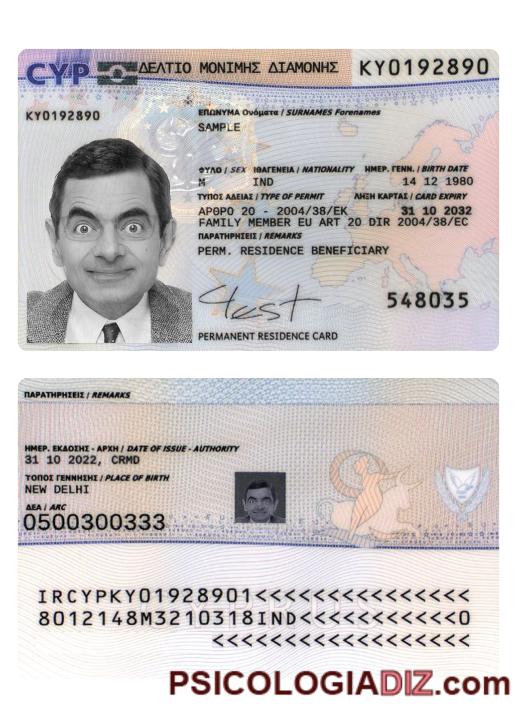 CYP ΔΕΛΤΙΟ ΜΟΝΙΜΗΣ ΔΙΑΜΟΝΗΣ KY0192890
KY0192890
ΕΠΩΝΥΜΑ Ονόματα / SURNAMES Forenames
SAMPLE
ΦΥΛΟ / SEX ΙΘΑΓΕΝΕΙΑ / NATIONALITY ΗΜΕΡ. ΓΕΝΝ. / BIRTH DATE
M IND 14 12 1980
ΤΥΠΟΣ ΑΔΕΙΑΣ / TYPE OF PERMIT ΛΗΞΗ ΚΑΡΤΑΣ / CARD EXPIRY
ΑΡΘΡΟ 20 - 2004/38/ΕΚ 31 10 2032
FAMILY MEMBER EU ART 20 DIR 2004/38/EC
ΠΑΡΑΤΗΡΗΣΕΙΣ / REMARKS
PERM. RESIDENCE BENEFICIARY
Test
548035
PERMANENT RESIDENCE CARD
ΠΑΡΑΤΗΡΗΣΕΙΣ / REMARKS
ΗΜΕΡ. ΕΚΔΟΣΗΣ - ΑΡΧΗ / DATE OF ISSUE - AUTHORITY
31 10 2022, CRMD
ΤΟΠΟΣ ΓΕΝΝΗΣΗΣ / PLACE OF BIRTH
NEW DELHI
ΔΕΑ / ARC
0500300333
IRCYPKY01928901<<<<<<<<<<<<<<<
8012148M3210318IND<<<<<<<<<<<0
<<<<<<<<<<<<<<<<<<
PSICOLOGIADIZ.com